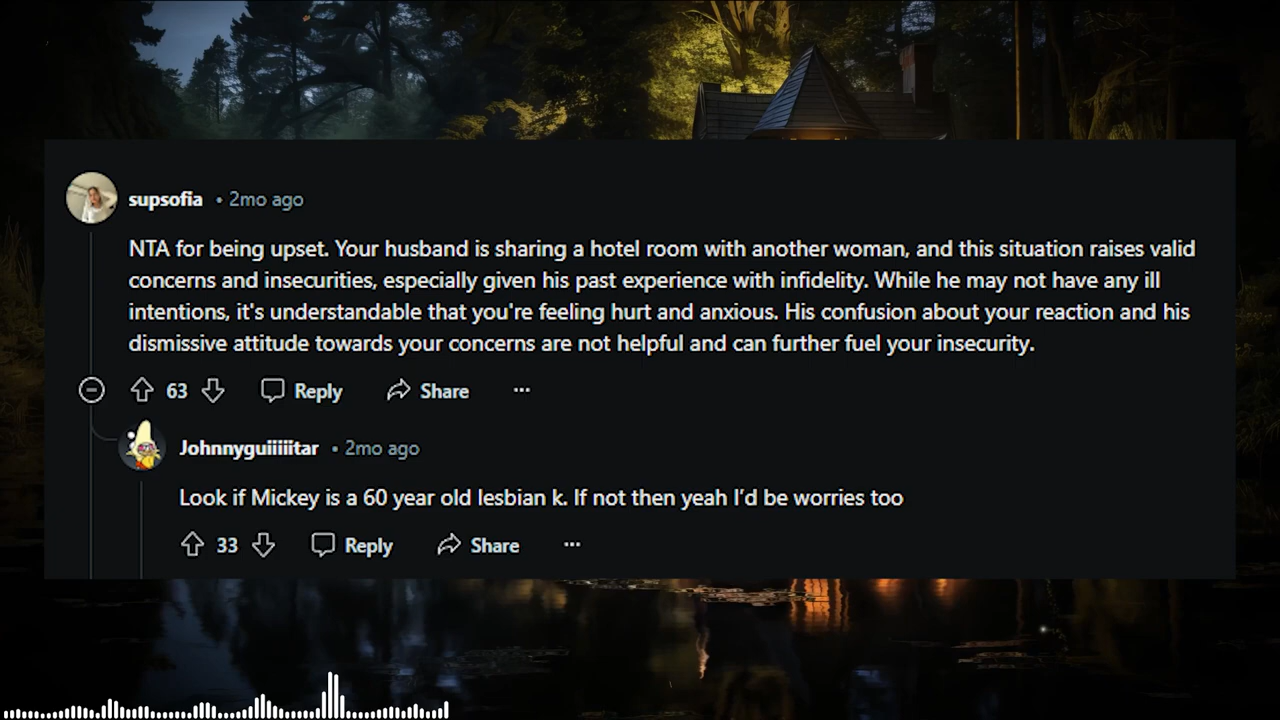 supsofia • 2mo ago
NTA for being upset. Your husband is sharing a hotel room with another woman, and this situation raises valid
concerns and insecurities, especially given his past experience with infidelity. While he may not have any ill
intentions, it's understandable that you're feeling hurt and anxious. His confusion about your reaction and his
dismissive attitude towards your concerns are not helpful and can further fuel your insecurity.
63 Reply Share ...
Johnnyguiiiiitar • 2mo ago
Look if Mickey is a 60 year old lesbian k. If not then yeah I’d be worries too
33 Reply Share ...